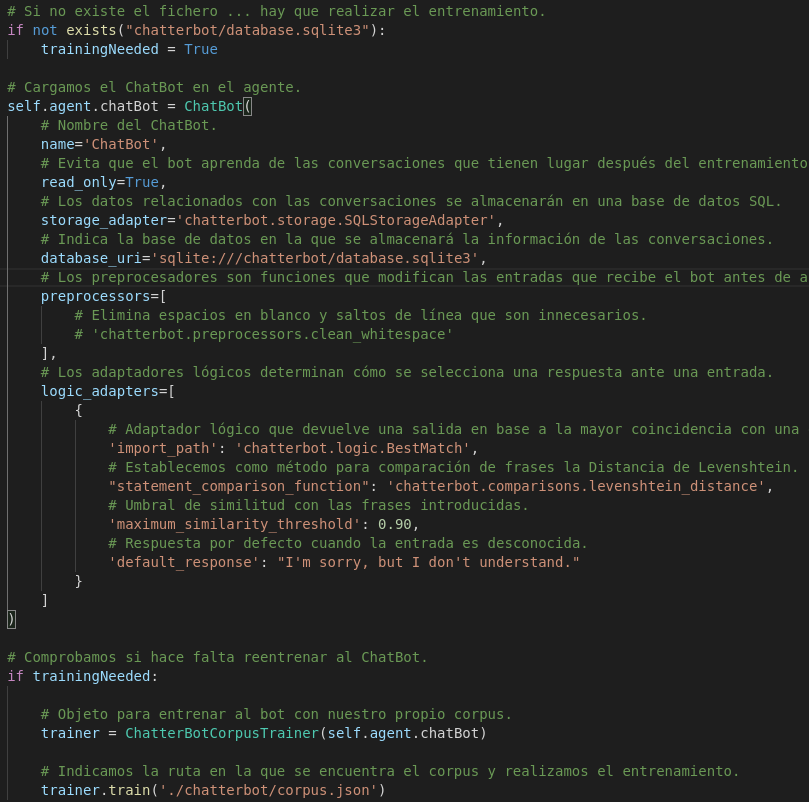 # Si no existe el fichero ... hay que realizar el entrenamiento.
if not exists("chatterbot/database.sqlite3"):
    trainingNeeded = True

# Cargamos el ChatBot en el agente.
self.agent.chatBot = ChatBot(
    # Nombre del ChatBot.
    name='ChatBot',
    # Evita que el bot aprenda de las conversaciones que tienen lugar después del entrenamiento
    read_only=True,
    # Los datos relacionados con las conversaciones se almacenarán en una base de datos SQL.
    storage_adapter='chatterbot.storage.SQLStorageAdapter',
    # Indica la base de datos en la que se almacenará la información de las conversaciones.
    database_uri='sqlite:///chatterbot/database.sqlite3',
    # Los preprocesadores son funciones que modifican las entradas que recibe el bot antes de a
    preprocessors=[
        # Elimina espacios en blanco y saltos de línea que son innecesarios.
        # 'chatterbot.preprocessors.clean_whitespace'
    ],
    # Los adaptadores lógicos determinan cómo se selecciona una respuesta ante una entrada.
    logic_adapters=[
        {
            # Adaptador lógico que devuelve una salida en base a la mayor coincidencia con una
            'import_path': 'chatterbot.logic.BestMatch',
            # Establecemos como método para comparación de frases la Distancia de Levenshtein.
            "statement_comparison_function": 'chatterbot.comparisons.levenshtein_distance',
            # Umbral de similitud con las frases introducidas.
            'maximum_similarity_threshold': 0.90,
            # Respuesta por defecto cuando la entrada es desconocida.
            'default_response': "I'm sorry, but I don't understand."
        }
    ]
)

# Comprobamos si hace falta reentrenar al ChatBot.
if trainingNeeded:

    # Objeto para entrenar al bot con nuestro propio corpus.
    trainer = ChatterBotCorpusTrainer(self.agent.chatBot)

    # Indicamos la ruta en la que se encuentra el corpus y realizamos el entrenamiento.
    trainer.train('./chatterbot/corpus.json')